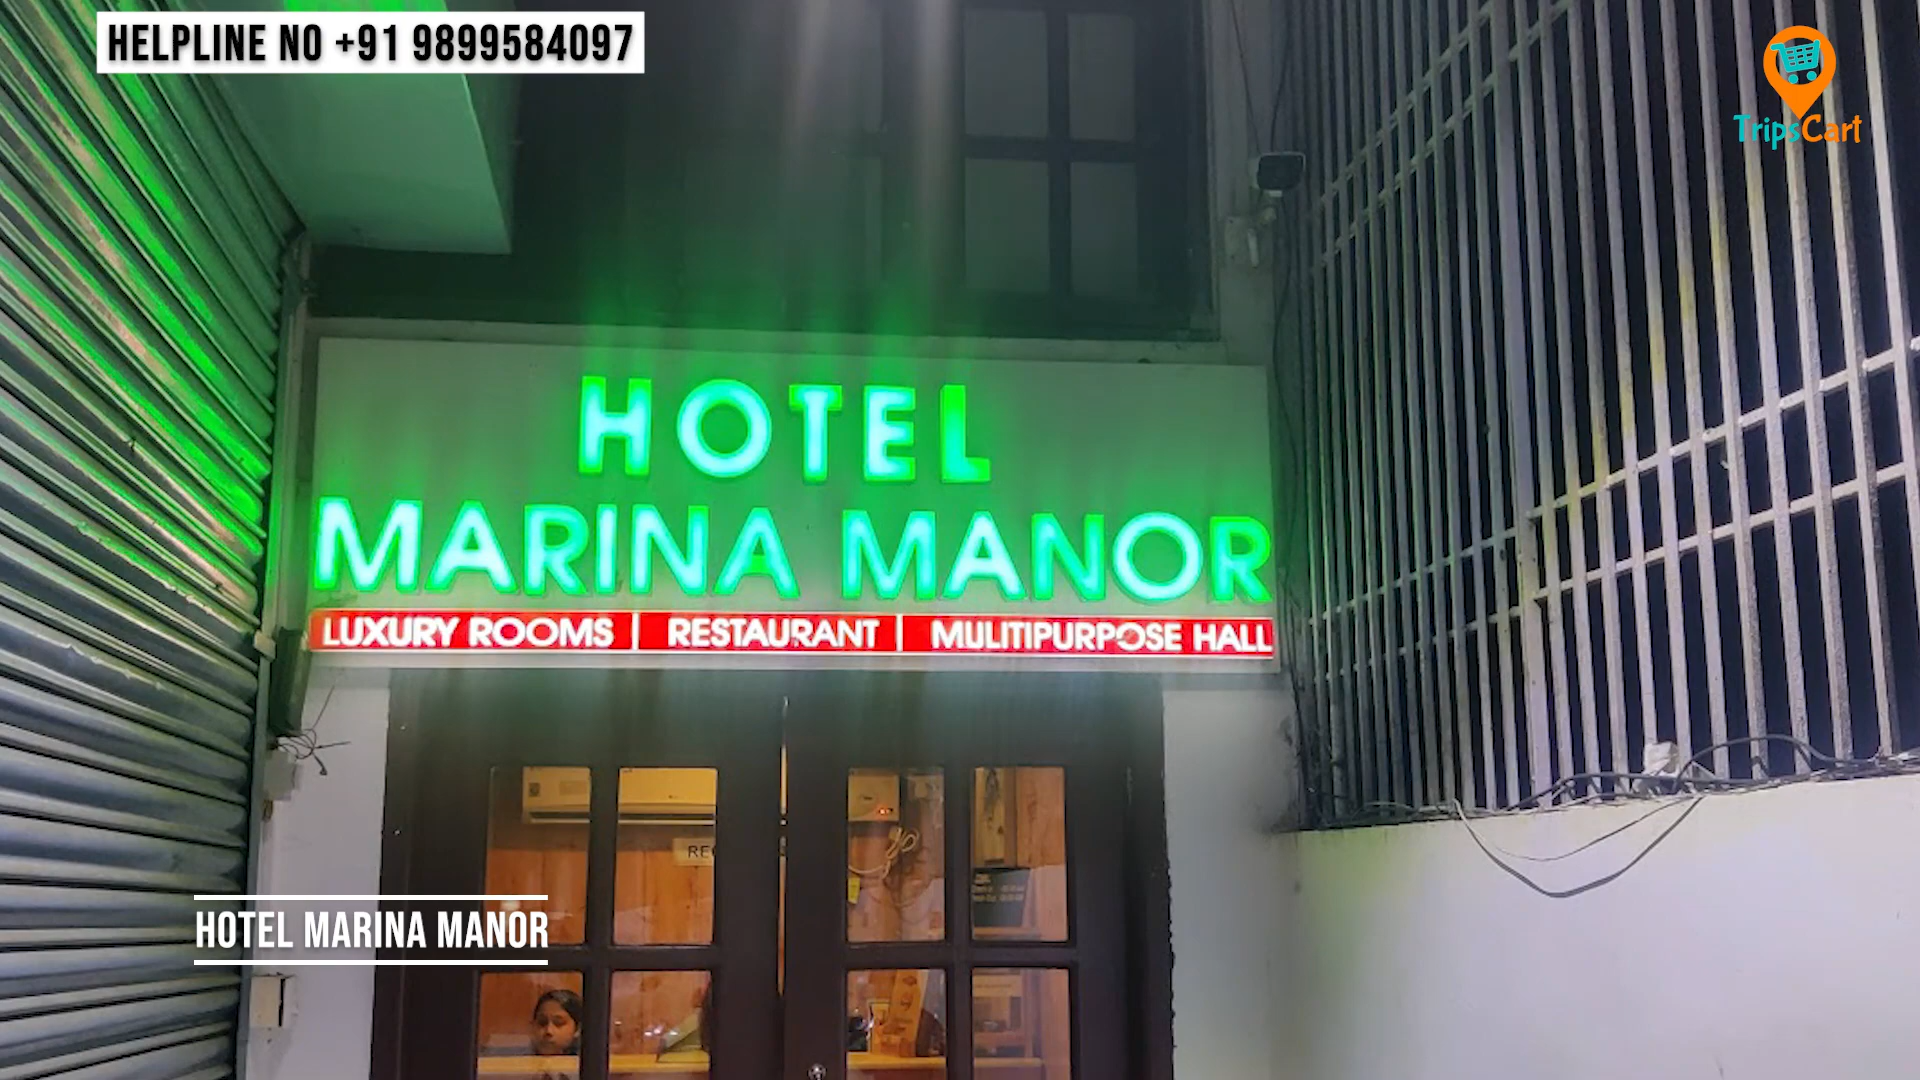 HELPLINE NO +91 9899584097
TripsCart
HOTEL
MARINA MANOR
LUXURY ROOMS | RESTAURANT | MULITIPURPOSE HALL
HOTEL MARINA MANOR